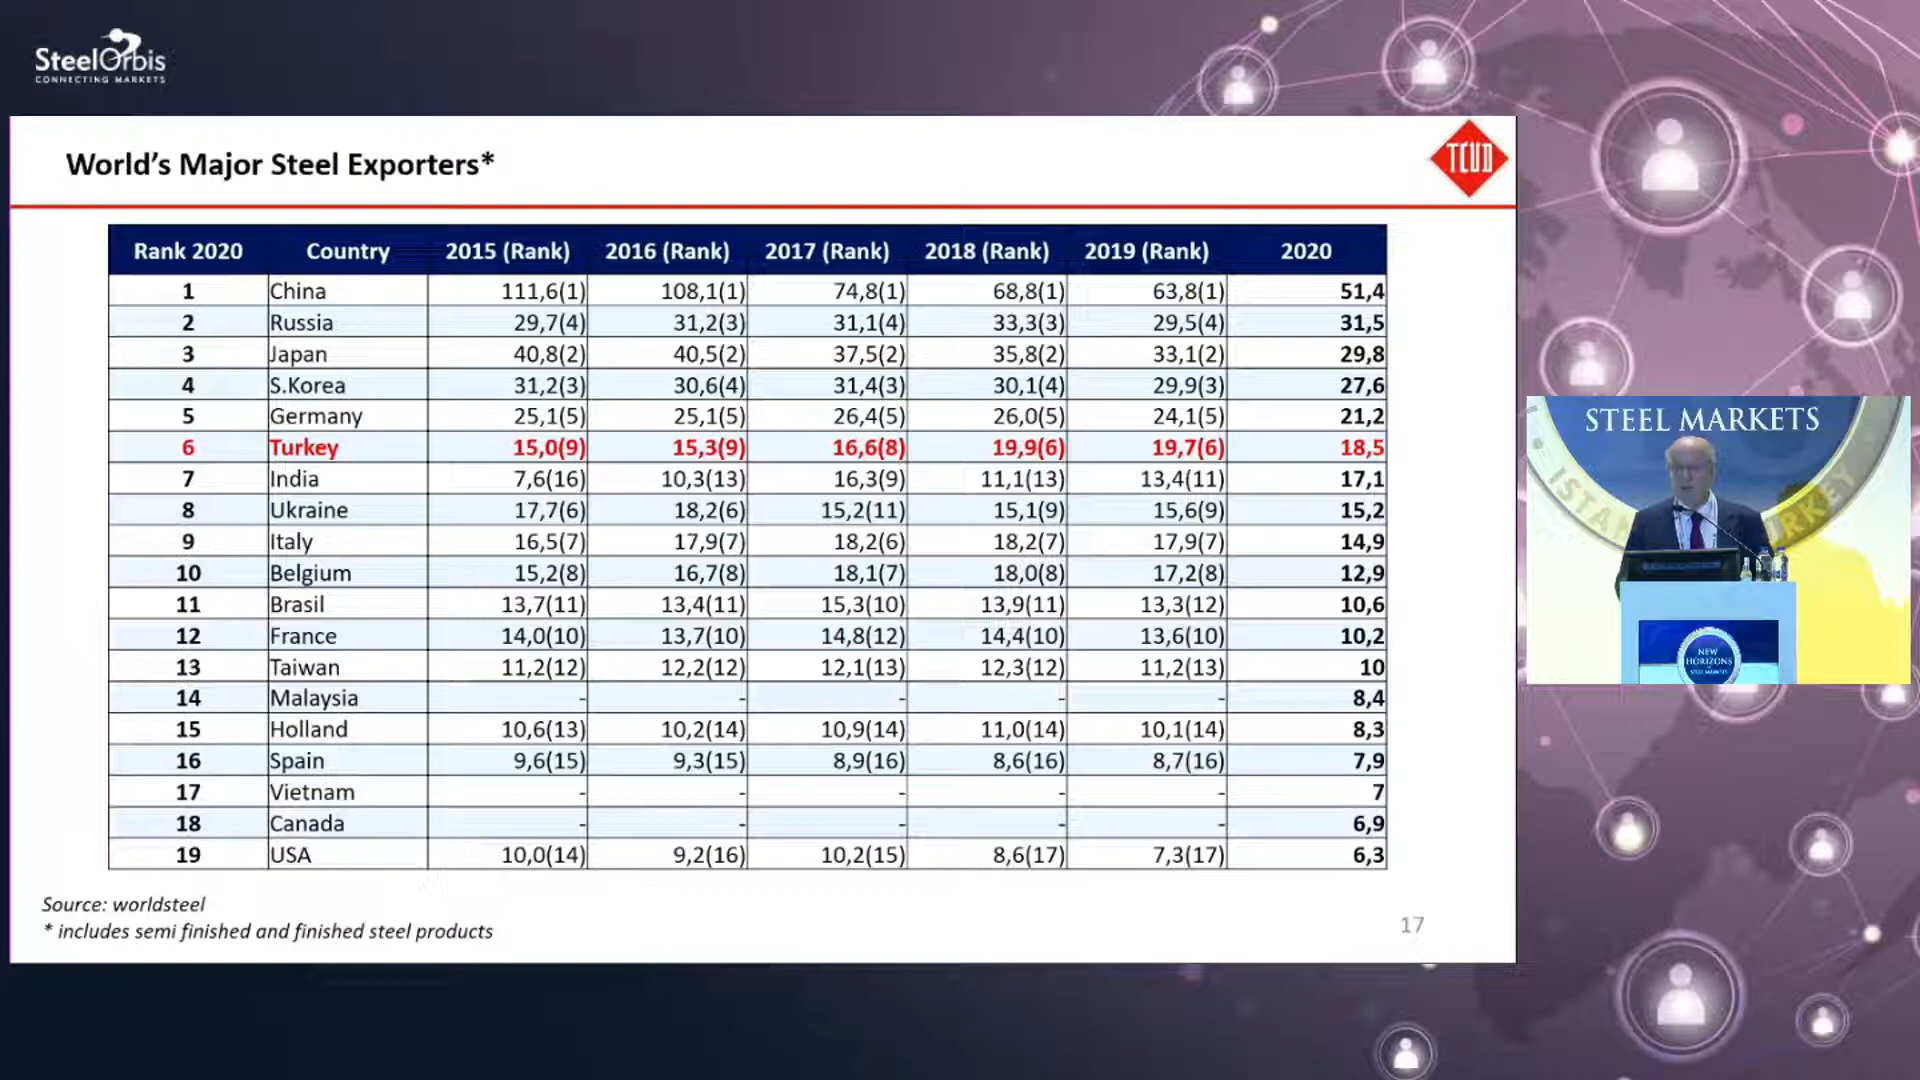 SteelOrbis
CONNECTING MARKETS
World's Major Steel Exporters*
TCUD
Rank 2020 Country 2015 (Rank) 2016 (Rank) 2017 (Rank) 2018 (Rank) 2019 (Rank) 2020
1 China 111,6(1) 108,1(1) 74,8(1) 68,8(1) 63,8(1) 51,4
2 Russia 29,7(4) 31,2(3) 31,1(4) 33,3(3) 29,5(4) 31,5
3 Japan 40,8(2) 40,5(2) 37,5(2) 35,8(2) 33,1(2) 29,8
4 S.Korea 31,2(3) 30,6(4) 31,4(3) 30,1(4) 29,9(3) 27,6
5 Germany 25,1(5) 25,1(5) 26,4(5) 26,0(5) 24,1(5) 21,2
6 Turkey 15,0(9) 15,3(9) 16,6(8) 19,9(6) 19,7(6) 18,5
7 India 7,6(16) 10,3(13) 16,3(9) 11,1(13) 13,4(11) 17,1
8 Ukraine 17,7(6) 18,2(6) 15,2(11) 15,1(9) 15,6(9) 15,2
9 Italy 16,5(7) 17,9(7) 18,2(6) 18,2(7) 17,9(7) 14,9
10 Belgium 15,2(8) 16,7(8) 18,1(7) 18,0(8) 17,2(8) 12,9
11 Brasil 13,7(11) 13,4(11) 15,3(10) 13,9(11) 13,3(12) 10,6
12 France 14,0(10) 13,7(10) 14,8(12) 14,4(10) 13,6(10) 10,2
13 Taiwan 11,2(12) 12,2(12) 12,1(13) 12,3(12) 11,2(13) 10
14 Malaysia - - - - - 8,4
15 Holland 10,6(13) 10,2(14) 10,9(14) 11,0(14) 10,1(14) 8,3
16 Spain 9,6(15) 9,3(15) 8,9(16) 8,6(16) 8,7(16) 7,9
17 Vietnam - - - - - 7
18 Canada - - - - - 6,9
19 USA 10,0(14) 9,2(16) 10,2(15) 8,6(17) 7,3(17) 6,3
Source: worldsteel
* includes semi finished and finished steel products
17
STEEL MARKETS
ISTA
RKEY
NEW
HORIZONS
STEEL MARKETS